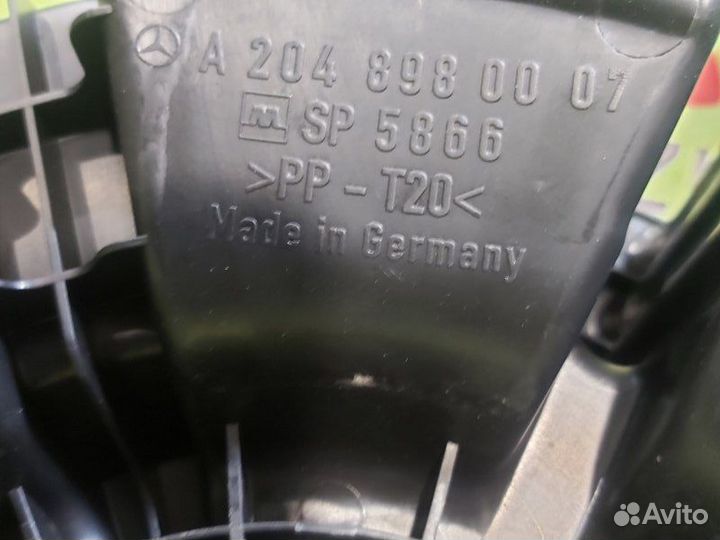 A 204 898 00 07
m SP 5866
>PP-T20<
Made in Germany
Avito